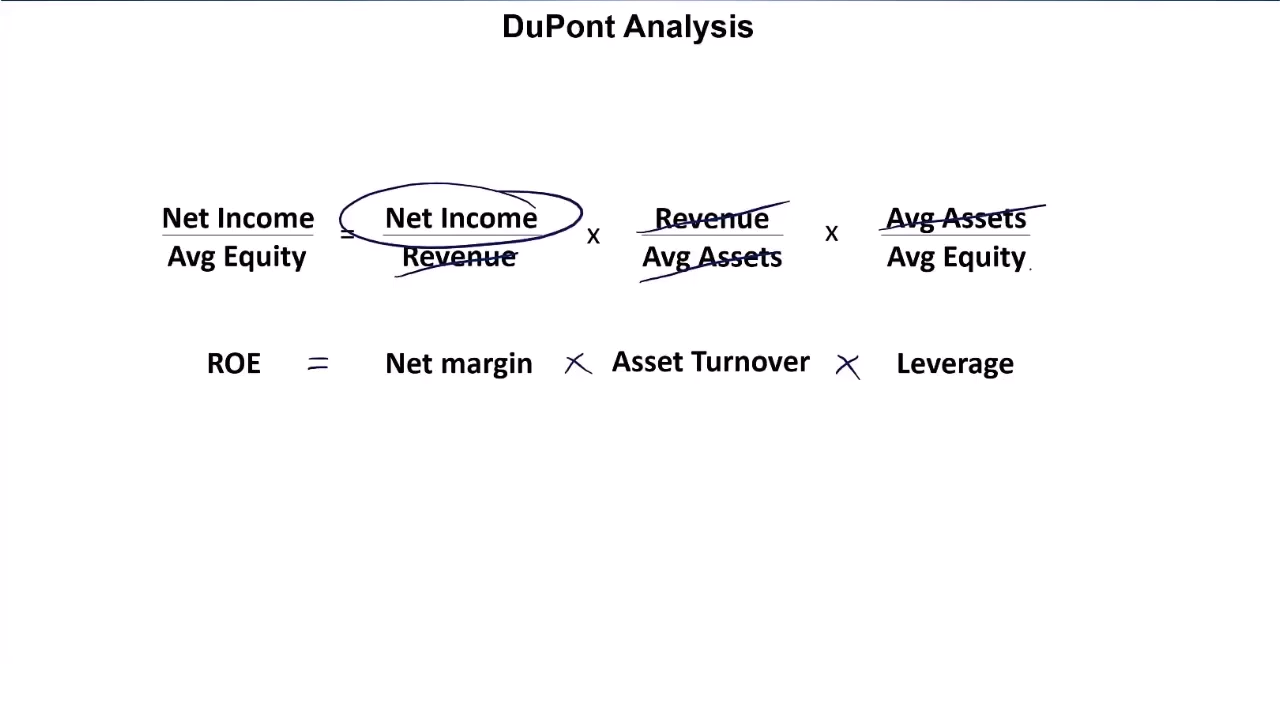 DuPont Analysis
Net Income = Net Income x Revenue x Avg Assets
Avg Equity Revenue Avg Assets Avg Equity
ROE = Net margin × Asset Turnover × Leverage